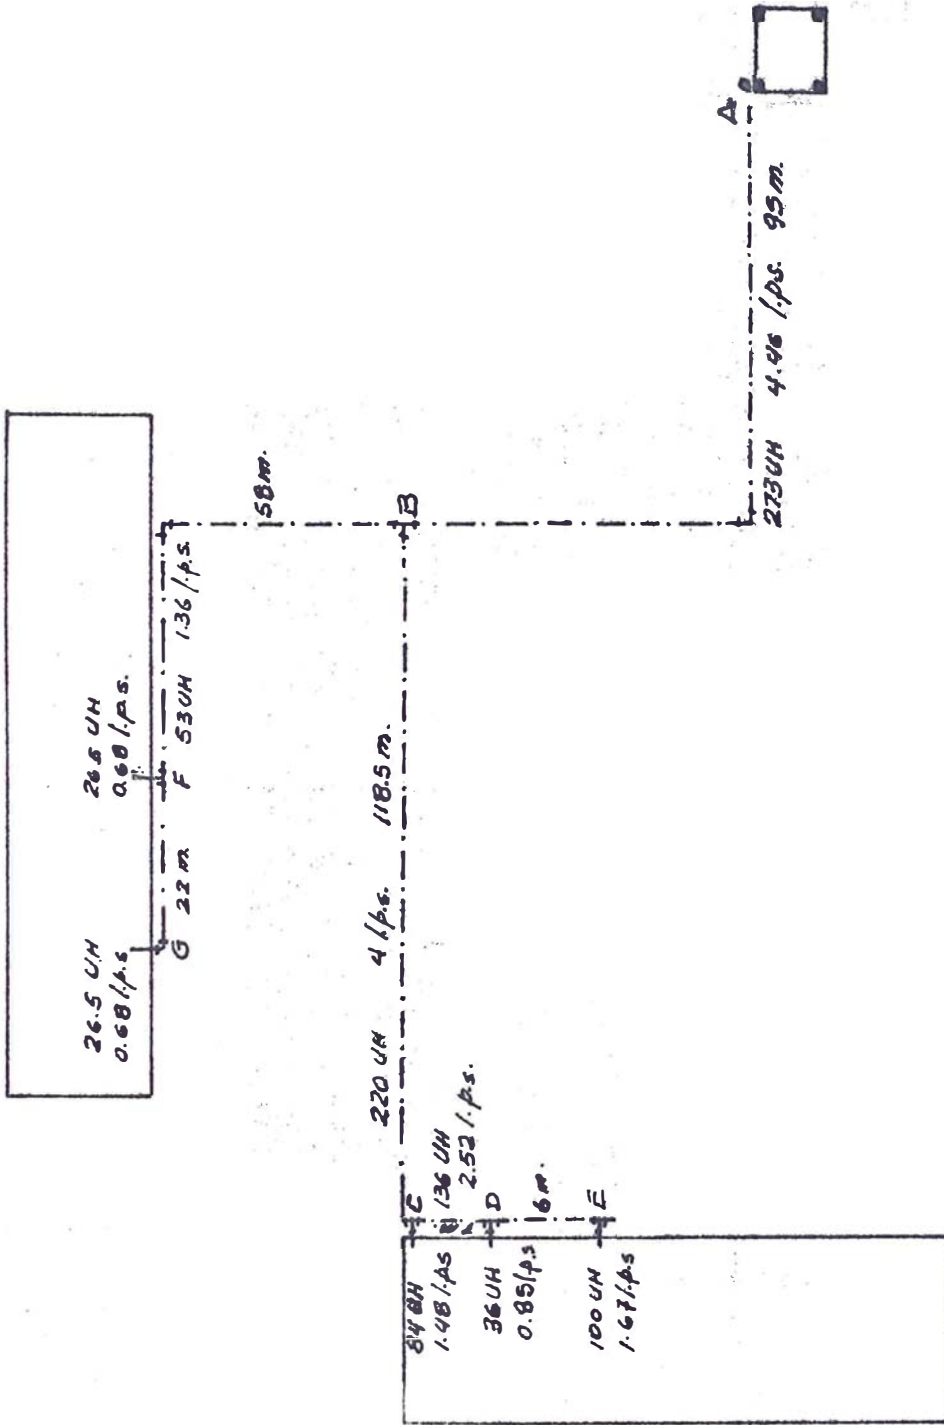 A
273 UH 4.46 l.p.s. 95 m.
B
58 m.
53 UH 1.36 l.p.s.
F
26.5 UH
0.68 l.p.s.
22 m
G
26.5 UH
0.68 l.p.s
220 UH 4 l.p.s. 118.5 m.
C
136 UH
2.52 l.p.s.
D
6 m.
E
84 UH
1.48 l.p.s
36 UH
0.85 l.p.s
100 UH
1.67 l.p.s